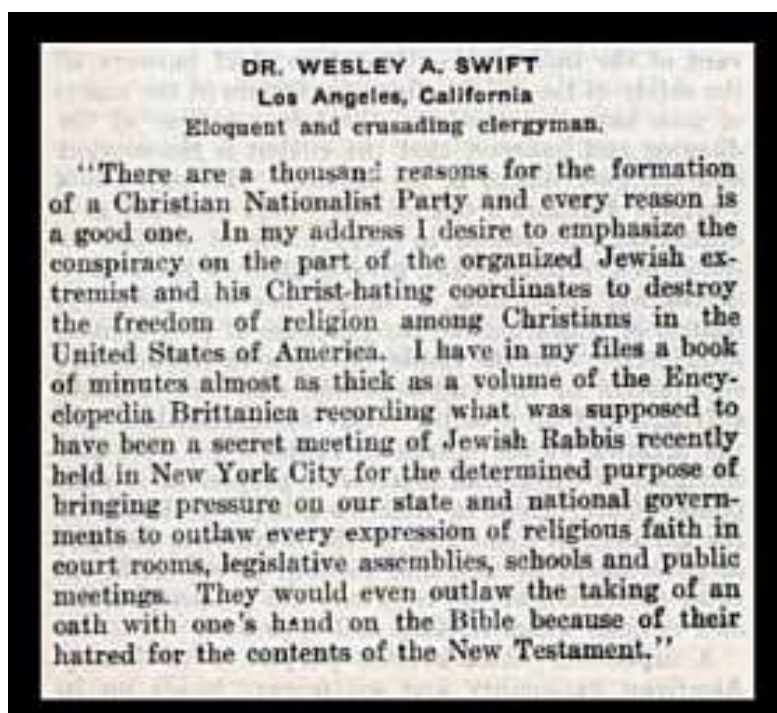 DR. WESLEY A. SWIFT
Los Angeles, California
Eloquent and crusading clergyman.
"There are a thousand reasons for the formation
of a Christian Nationalist Party and every reason is
a good one. In my address I desire to emphasize the
conspiracy on the part of the organized Jewish ex-
tremist and his Christ-hating coordinates to destroy
the freedom of religion among Christians in the
United States of America. I have in my files a book
of minutes almost as thick as a volume of the Ency-
clopedia Brittanica recording what was supposed to
have been a secret meeting of Jewish Rabbis recently
held in New York City for the determined purpose of
bringing pressure on our state and national govern-
ments to outlaw every expression of religious faith in
court rooms, legislative assemblies, schools and public
meetings. They would even outlaw the taking of an
oath with one's hand on the Bible because of their
hatred for the contents of the New Testament."